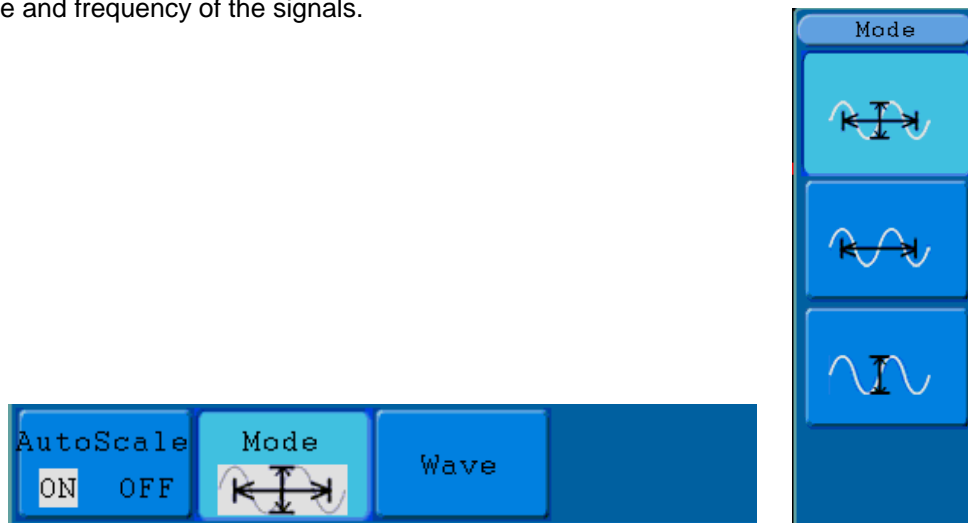 e and frequency of the signals.
Mode
AutoScale
ON OFF
Mode
Wave